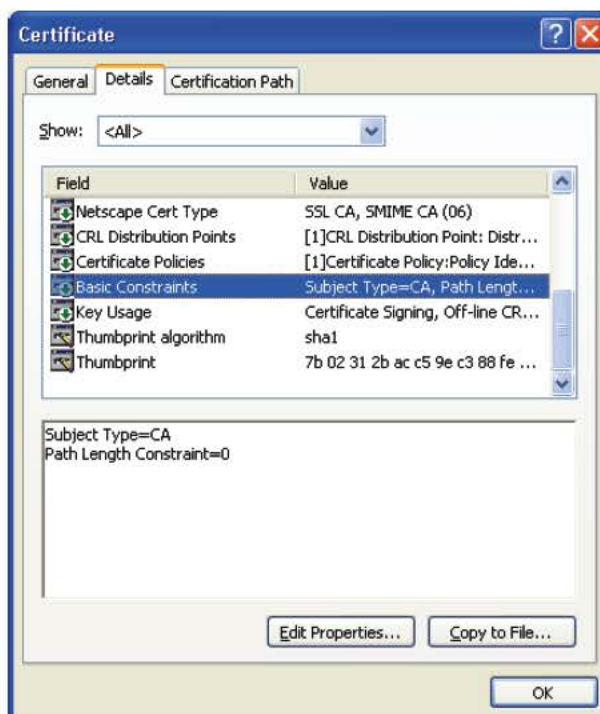 Certificate
General Details Certification Path
Show: <All>
Field Value
Netscape Cert Type SSL CA, SMIME CA (06)
CRL Distribution Points [1]CRL Distribution Point: Distr...
Certificate Policies [1]Certificate Policy:Policy Ide...
Basic Constraints Subject Type=CA, Path Lengt...
Key Usage Certificate Signing, Off-line CR...
Thumbprint algorithm sha1
Thumbprint 7b 02 31 2b ac c5 9e c3 88 fe ...
Subject Type=CA
Path Length Constraint=0
Edit Properties... Copy to File...
OK